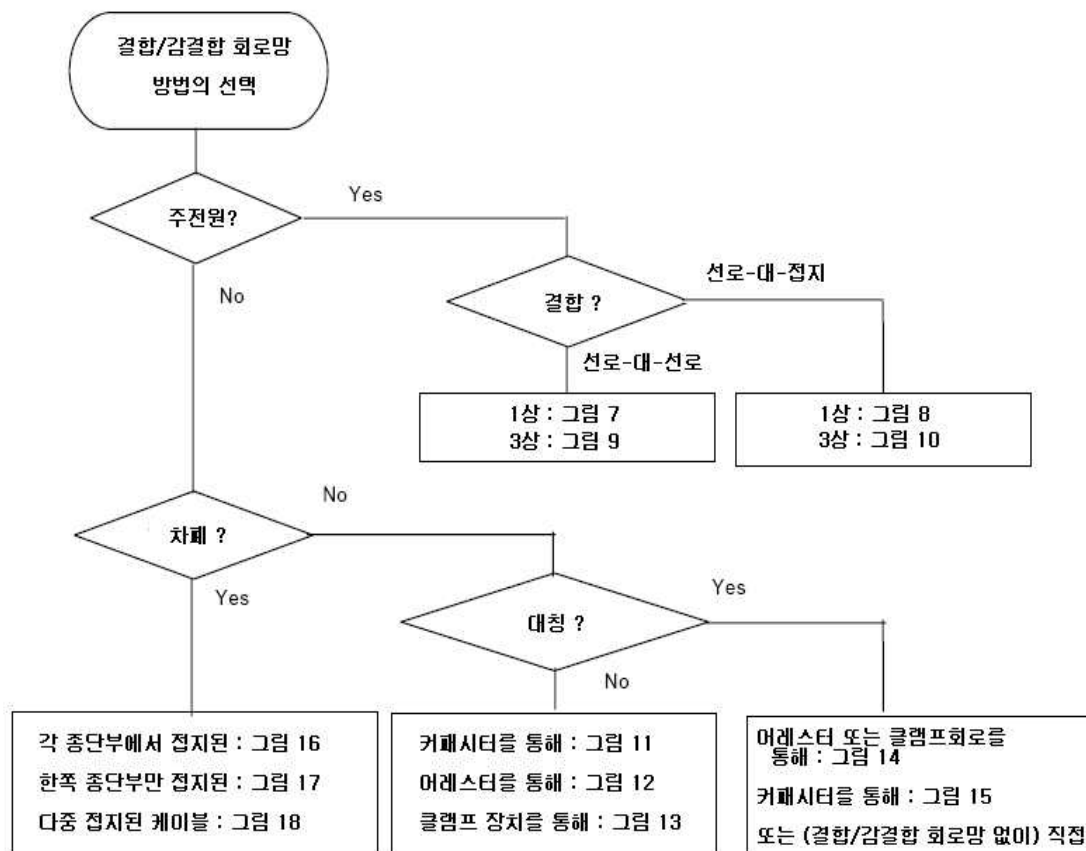 결합/감결합 회로망
방법의 선택
주전원?
Yes
No
결합 ?
선로-대-접지
선로-대-선로
1상 : 그림 7
3상 : 그림 9
1상 : 그림 8
3상 : 그림 10
차폐 ?
No
Yes
대칭 ?
Yes
No
각 종단부에서 접지된 : 그림 16
한쪽 종단부만 접지된 : 그림 17
다중 접지된 케이블 : 그림 18
커패시터를 통해 : 그림 11
어레스터를 통해 : 그림 12
클램프 장치를 통해 : 그림 13
어레스터 또는 클램프회로를
통해 : 그림 14
커패시터를 통해 : 그림 15
또는 (결합/감결합 회로망 없이) 직접